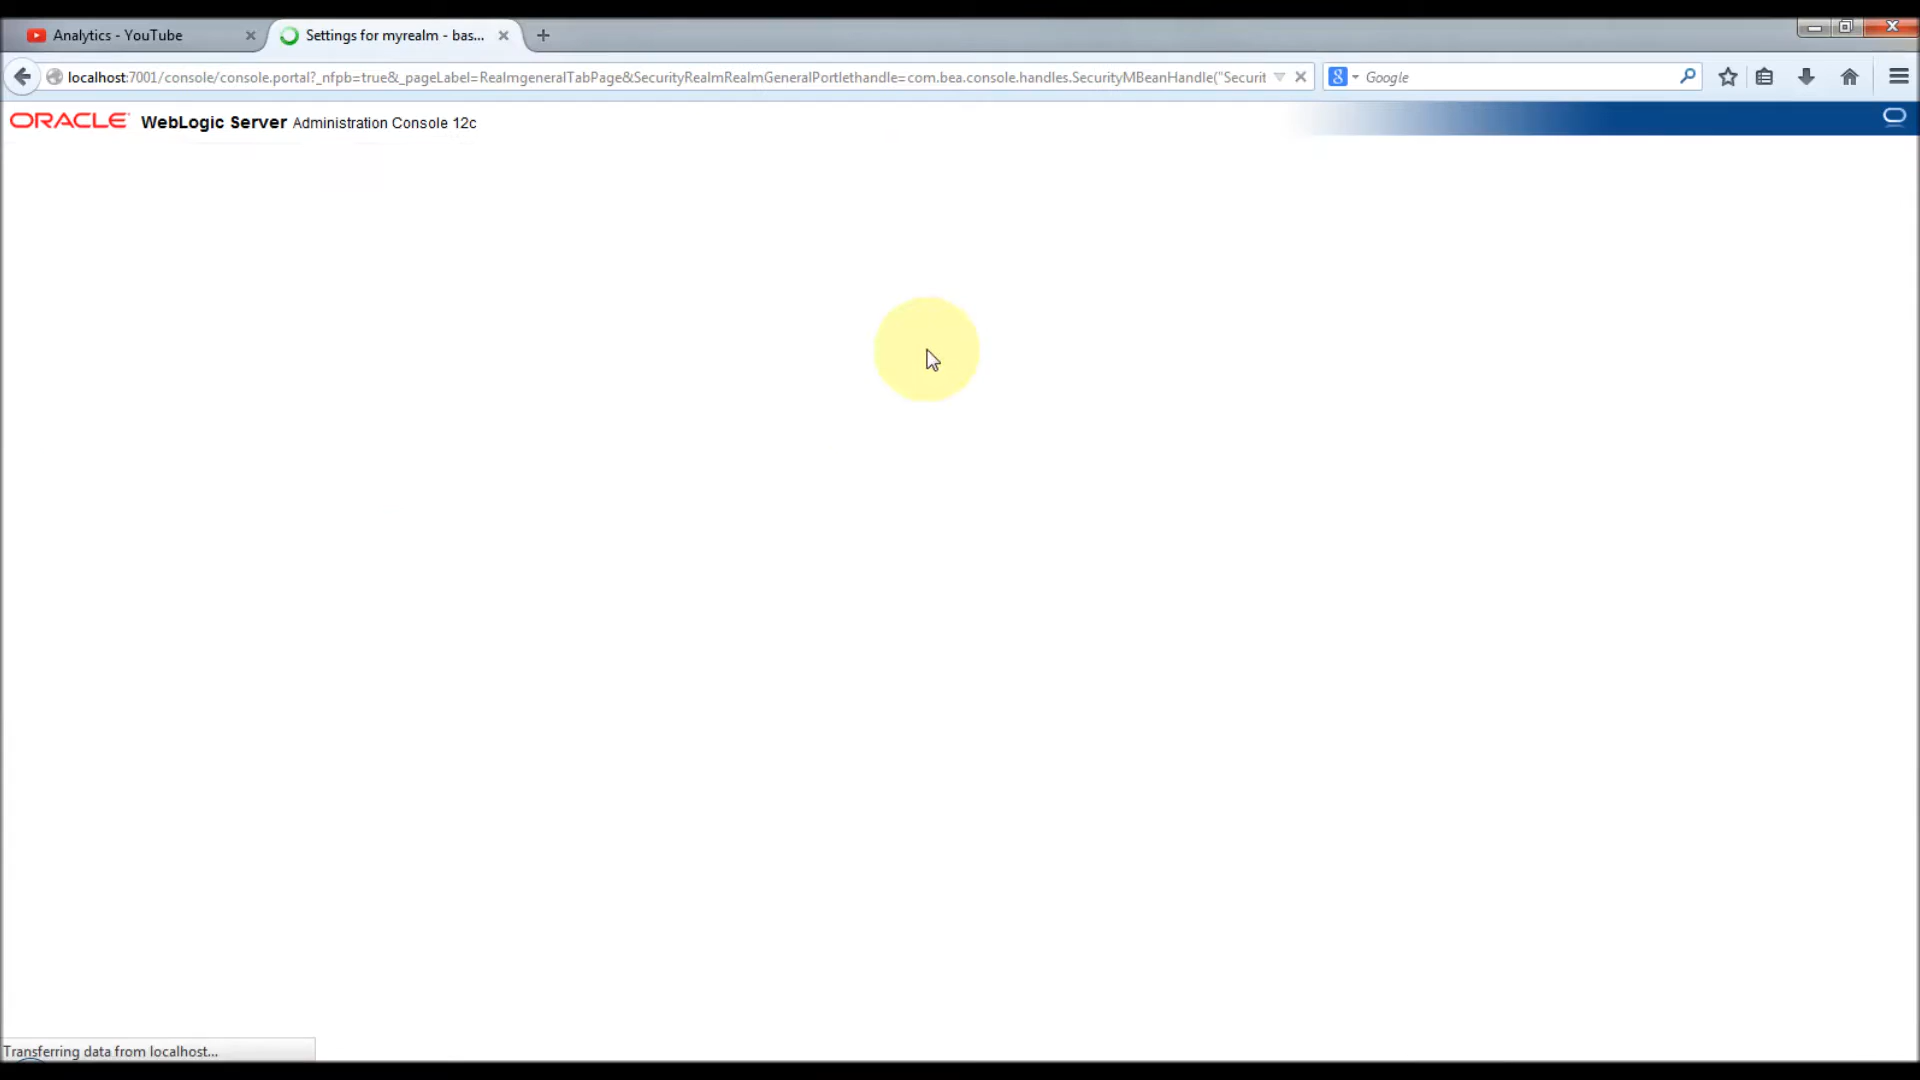 Analytics - YouTube
Settings for myrealm - bas...
localhost:7001/console/console.portal?_nfpb=true&_pageLabel=RealmgeneralTabPage&SecurityRealmRealmGeneralPortlethandle=com.bea.console.handles.SecurityMBeanHandle("Securit
Google
ORACLE WebLogic Server Administration Console 12c
Transferring data from localhost...